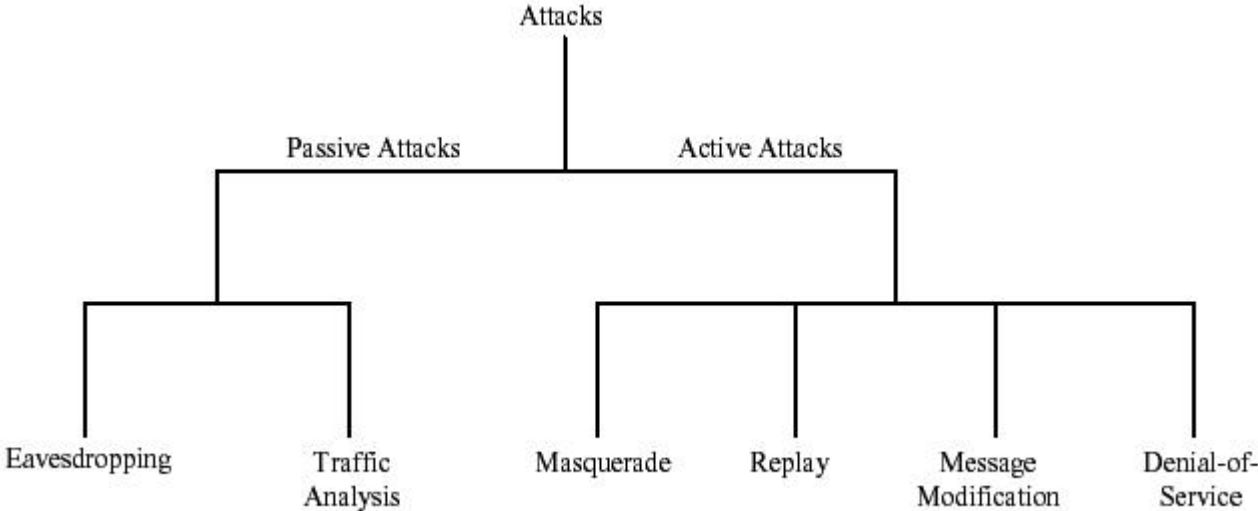 Attacks
Passive Attacks
Active Attacks
Eavesdropping
Traffic
Analysis
Masquerade
Replay
Message
Modification
Denial-of-
Service